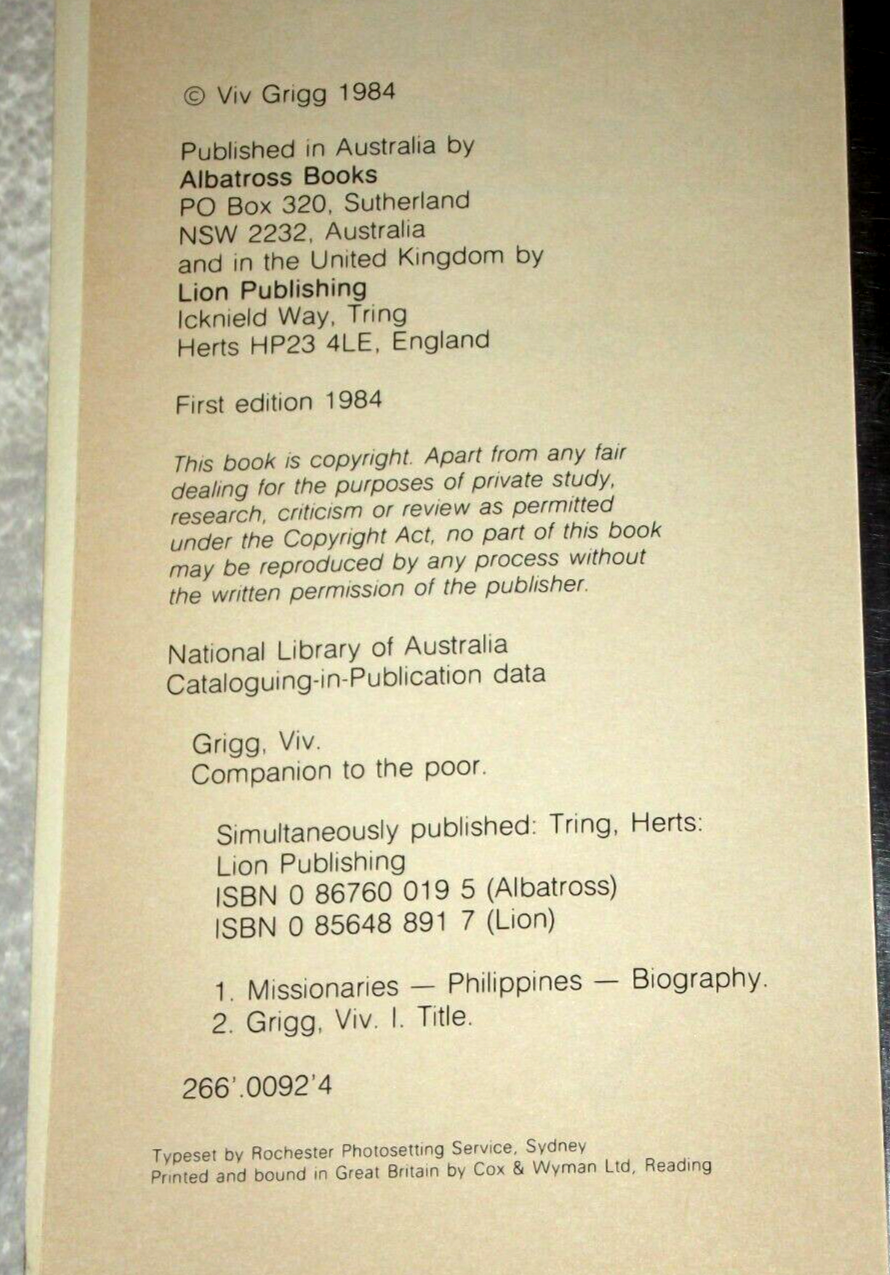 © Viv Grigg 1984
Published in Australia by
Albatross Books
PO Box 320, Sutherland
NSW 2232, Australia
and in the United Kingdom by
Lion Publishing
Icknield Way, Tring
Herts HP23 4LE, England
First edition 1984
This book is copyright. Apart from any fair
dealing for the purposes of private study,
research, criticism or review as permitted
under the Copyright Act, no part of this book
may be reproduced by any process without
the written permission of the publisher.
National Library of Australia
Cataloguing-in-Publication data
Grigg, Viv.
Companion to the poor.
Simultaneously published: Tring, Herts:
Lion Publishing
ISBN 0 86760 019 5 (Albatross)
ISBN 0 85648 891 7 (Lion)
1. Missionaries — Philippines — Biography.
2. Grigg, Viv. I. Title.
266'.0092'4
Typeset by Rochester Photosetting Service, Sydney
Printed and bound in Great Britain by Cox & Wyman Ltd, Reading